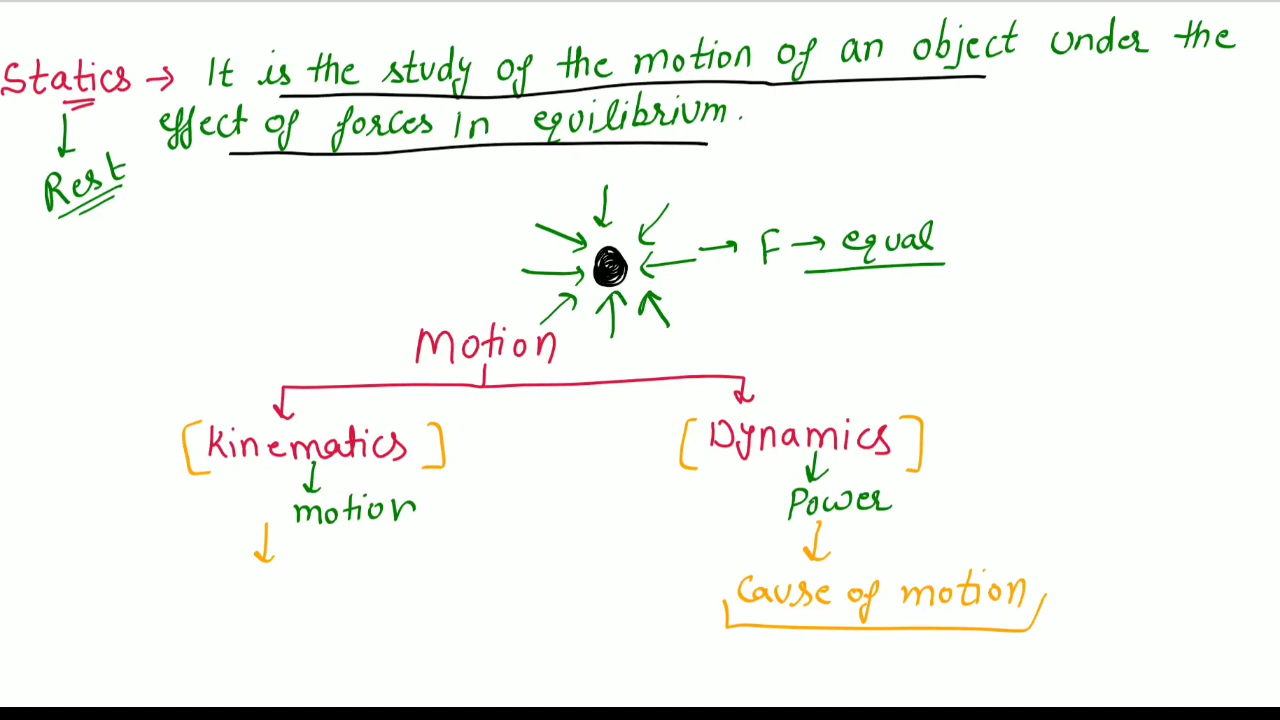 Statics → It is the study of the motion of an object under the
effect of forces in equilibrium.
Rest
→ F → equal
Motion
[Kinematics] [Dynamics]
motion Power
Cause of motion